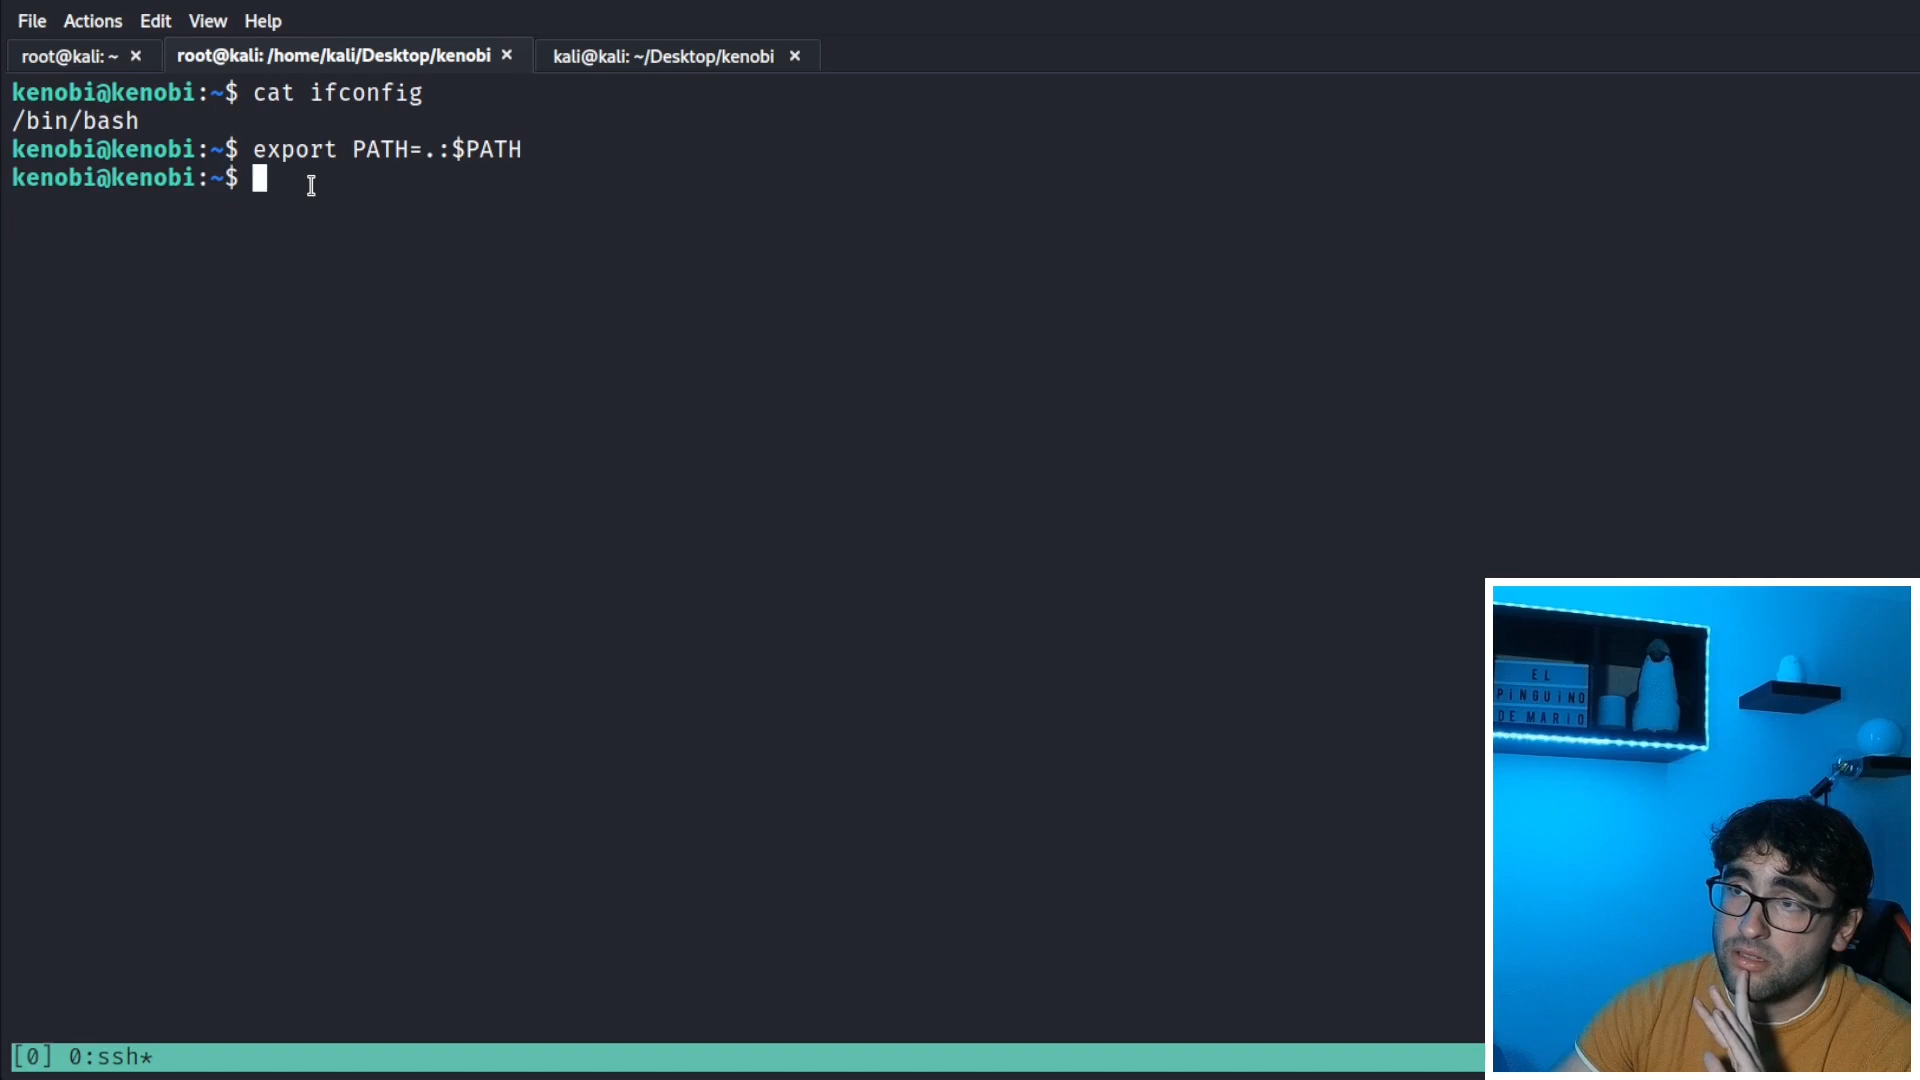 File Actions Edit View Help
root@kali: ~ × root@kali: /home/kali/Desktop/kenobi × kali@kali: ~/Desktop/kenobi ×
kenobi@kenobi:~$ cat ifconfig
/bin/bash
kenobi@kenobi:~$ export PATH=.:$PATH
kenobi@kenobi:~$
EL
PiNGUiNO
DE MARiO
[0] 0:ssh*